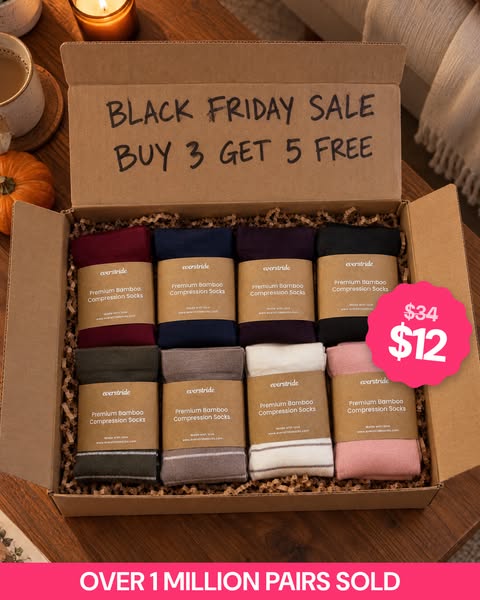 BLACK FRIDAY SALE
BUY 3 GET 5 FREE
everstride
Premium Bamboo
Compression Socks
everstride
Premium Bamboo
Compression Socks
everstride
Premium Bamboo
Compression Socks
everstride
Premium Bamboo
Compression Socks
$34
$12
everstride
Premium Bamboo
Compression Socks
everstride
Premium Bamboo
Compression Socks
everstride
Premium Bamboo
Compression Socks
everstride
Premium Bamboo
Compression Socks
OVER 1 MILLION PAIRS SOLD